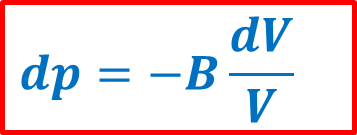 dp = −B dV/V